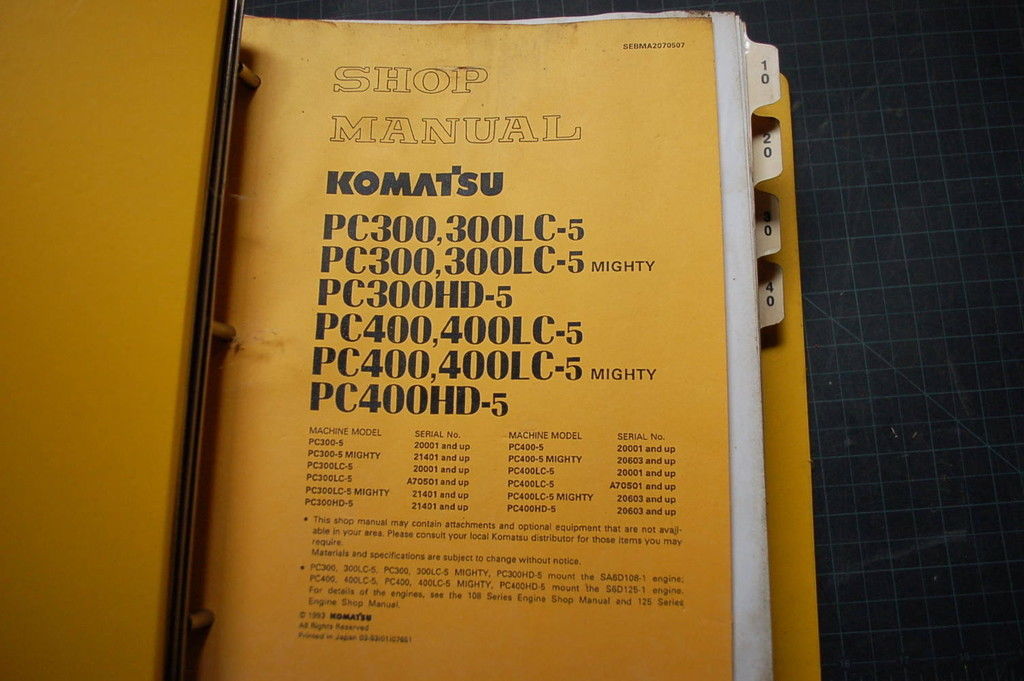 SEBMA2070507
SHOP
MANUAL
KOMATSU
PC300,300LC-5
PC300,300LC-5 MIGHTY
PC300HD-5
PC400,400LC-5
PC400,400LC-5 MIGHTY
PC400HD-5
MACHINE MODEL SERIAL No. MACHINE MODEL SERIAL No.
PC300-5 20001 and up PC400-5 20001 and up
PC300-5 MIGHTY 21401 and up PC400-5 MIGHTY 20603 and up
PC300LC-5 20001 and up PC400LC-5 20001 and up
PC300LC-5 A70501 and up PC400LC-5 A70501 and up
PC300LC-5 MIGHTY 21401 and up PC400LC-5 MIGHTY 20603 and up
PC300HD-5 21401 and up PC400HD-5 20603 and up
• This shop manual may contain attachments and optional equipment that are not avail-
able in your area. Please consult your local Komatsu distributor for those items you may
require.
Materials and specifications are subject to change without notice.
• PC300, 300LC-5, PC300, 300LC-5 MIGHTY, PC300HD-5 mount the SA6D108-1 engine;
PC400, 400LC-5, PC400, 400LC-5 MIGHTY, PC400HD-5 mount the S6D125-1 engine.
For details of the engines, see the 108 Series Engine Shop Manual and 125 Series
Engine Shop Manual.
© 1993 KOMATSU
All Rights Reserved
Printed in Japan 03-93(01)07651
10
20
30
40